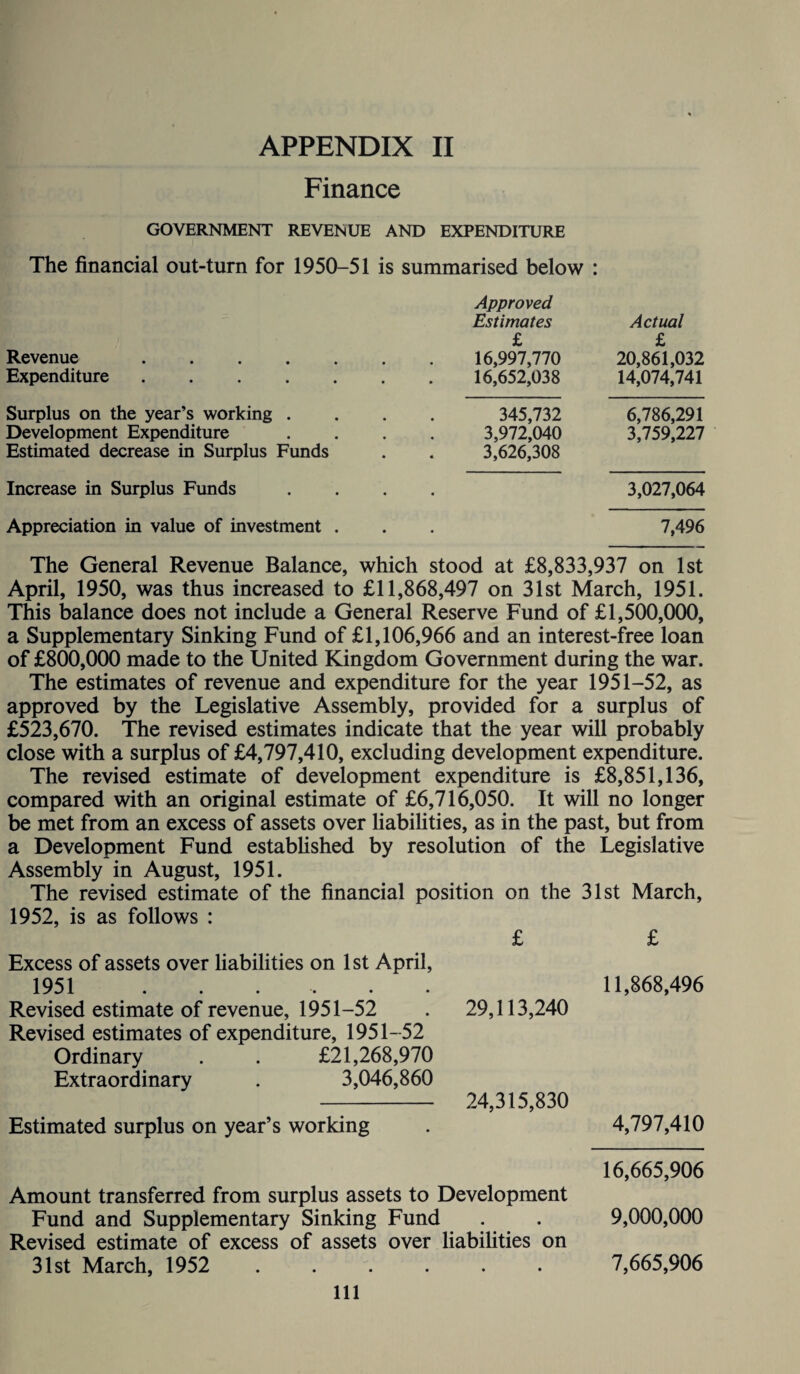 APPENDIX II
Finance
GOVERNMENT REVENUE AND EXPENDITURE
The financial out-turn for 1950-51 is summarised below :
Approved
Estimates Actual
£ £
Revenue . . . . . . . 16,997,770 20,861,032
Expenditure . . . . . . . 16,652,038 14,074,741
Surplus on the year's working . . . . 345,732 6,786,291
Development Expenditure . . . . 3,972,040 3,759,227
Estimated decrease in Surplus Funds . . 3,626,308
Increase in Surplus Funds . . . . 3,027,064
Appreciation in value of investment . . . 7,496
The General Revenue Balance, which stood at £8,833,937 on 1st
April, 1950, was thus increased to £11,868,497 on 31st March, 1951.
This balance does not include a General Reserve Fund of £1,500,000,
a Supplementary Sinking Fund of £1,106,966 and an interest-free loan
of £800,000 made to the United Kingdom Government during the war.
The estimates of revenue and expenditure for the year 1951-52, as
approved by the Legislative Assembly, provided for a surplus of
£523,670. The revised estimates indicate that the year will probably
close with a surplus of £4,797,410, excluding development expenditure.
The revised estimate of development expenditure is £8,851,136,
compared with an original estimate of £6,716,050. It will no longer
be met from an excess of assets over liabilities, as in the past, but from
a Development Fund established by resolution of the Legislative
Assembly in August, 1951.
The revised estimate of the financial position on the 31st March,
1952, is as follows :
£ £
Excess of assets over liabilities on 1st April,
1951 . . . . . . 11,868,496
Revised estimate of revenue, 1951-52 . 29,113,240
Revised estimates of expenditure, 1951-52
Ordinary . . £21,268,970
Extraordinary . 3,046,860
24,315,830
Estimated surplus on year's working . 4,797,410
16,665,906
Amount transferred from surplus assets to Development
Fund and Supplementary Sinking Fund . . 9,000,000
Revised estimate of excess of assets over liabilities on
31st March, 1952 . . . . . . 7,665,906
111